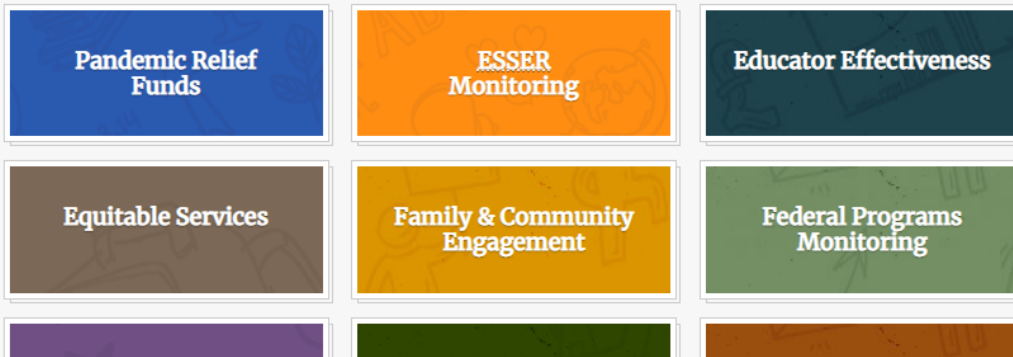 Pandemic Relief
Funds
ESSER
Monitoring
Educator Effectiveness
Equitable Services
Family & Community
Engagement
Federal Programs
Monitoring